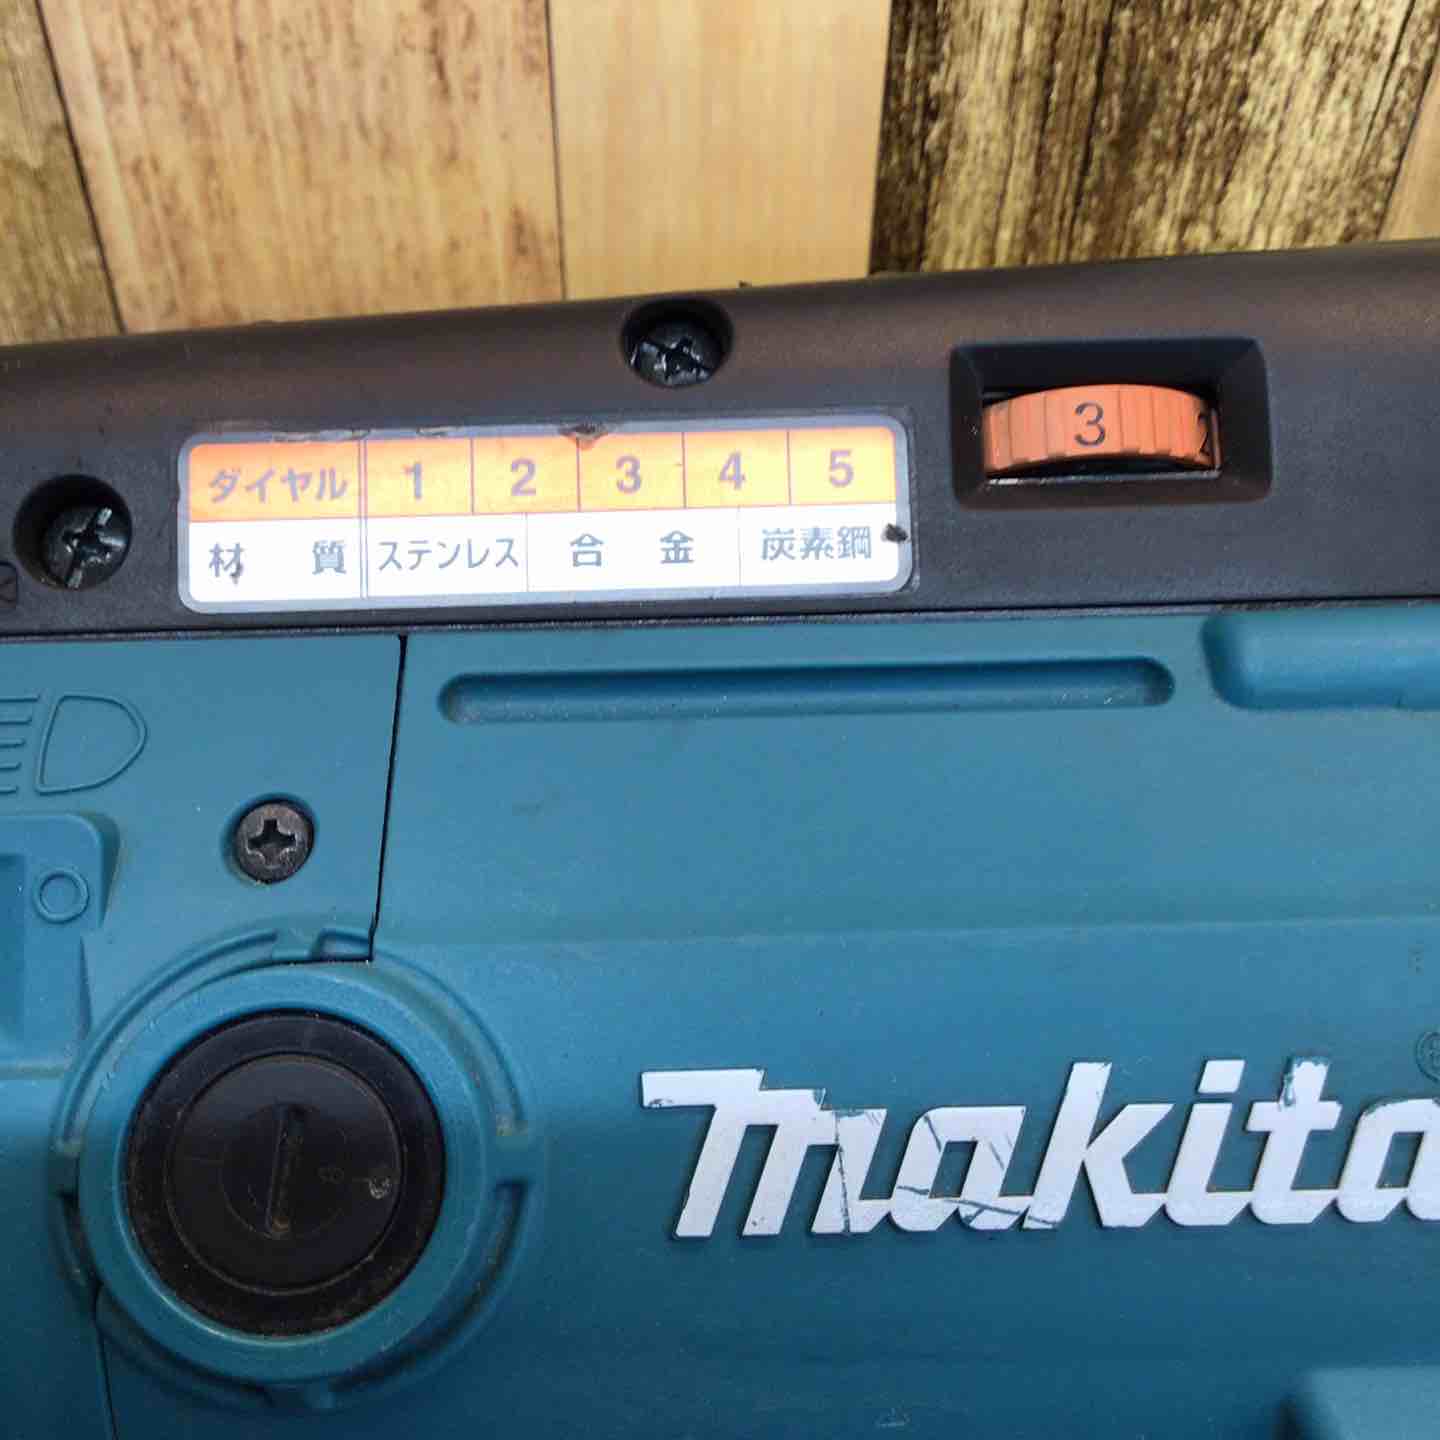 3
ダイヤル 1 2 3 4 5
材 質 ステンレス 合 金 炭素鋼
makita